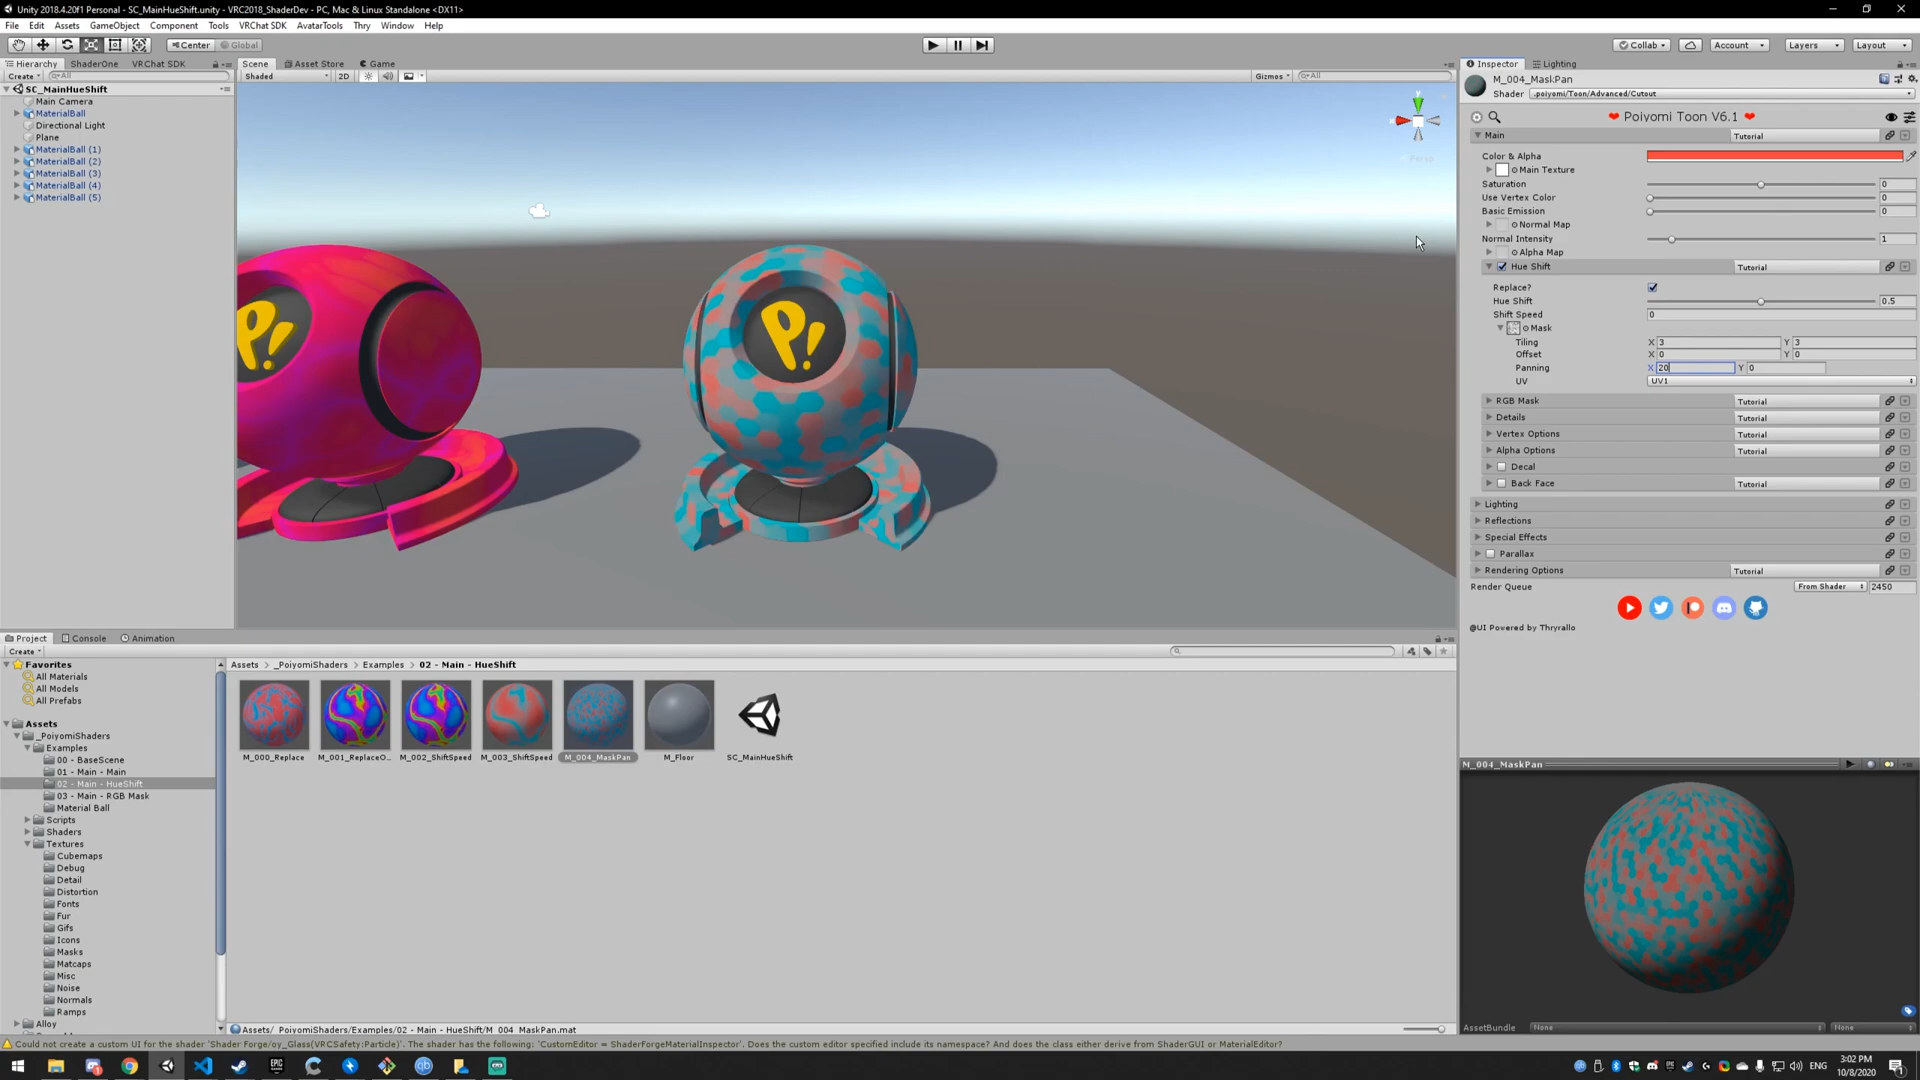 Unity 2018.4.20f1 Personal - SC_MainHueShift.unity - VRC2018_ShaderDev - PC, Mac & Linux Standalone <DX11>
File Edit Assets GameObject Component Tools VRChat SDK AvatarTools Thry Window Help
Center Global Collab Account Layers Layout
Hierarchy ShaderOne VRChat SDK
Create All
SC_MainHueShift
Main Camera
MaterialBall
Directional Light
Plane
MaterialBall (1)
MaterialBall (2)
MaterialBall (3)
MaterialBall (4)
MaterialBall (5)
Scene Asset Store Game
Shaded 2D Gizmos All
Persp
P!
P!
Inspector Lighting
M_004_MaskPan
Shader .poiyomi/Toon/Advanced/Cutout
❤ Poiyomi Toon V6.1 ❤
Main Tutorial
Color & Alpha
Main Texture
Saturation 0
Use Vertex Color 0
Basic Emission 0
Normal Map
Normal Intensity 1
Alpha Map
Hue Shift Tutorial
Replace?
Hue Shift 0.5
Shift Speed 0
Mask
Tiling X 3 Y 3
Offset X 0 Y 0
Panning X 20 Y 0
UV UV1
RGB Mask Tutorial
Details Tutorial
Vertex Options Tutorial
Alpha Options Tutorial
Decal
Back Face Tutorial
Lighting
Reflections
Special Effects
Parallax
Rendering Options Tutorial
Render Queue From Shader 2450
@UI Powered by Thryrallo
Project Console Animation
Create
Favorites
All Materials
All Models
All Prefabs
Assets
_PoiyomiShaders
Examples
00 - BaseScene
01 - Main - Main
02 - Main - HueShift
03 - Main - RGB Mask
Material Ball
Scripts
Shaders
Textures
Cubemaps
Debug
Detail
Distortion
Fonts
Fur
Gifs
Icons
Masks
Matcaps
Misc
Noise
Normals
Ramps
Alloy
Assets > _PoiyomiShaders > Examples > 02 - Main - HueShift
M_000_Replace M_001_ReplaceO... M_002_ShiftSpeed M_003_ShiftSpeed M_004_MaskPan M_Floor SC_MainHueShift
Assets/_PoiyomiShaders/Examples/02 - Main - HueShift/M_004_MaskPan.mat
M_004_MaskPan
AssetBundle None None
Could not create a custom UI for the shader 'Shader Forge/oy_Glass(VRCSafety:Particle)'. The shader has the following: 'CustomEditor = ShaderForgeMaterialInspector'. Does the custom editor specified include its namespace? And does the class either derive from ShaderGUI or MaterialEditor?
EPIC
ENG
3:02 PM
10/8/2020